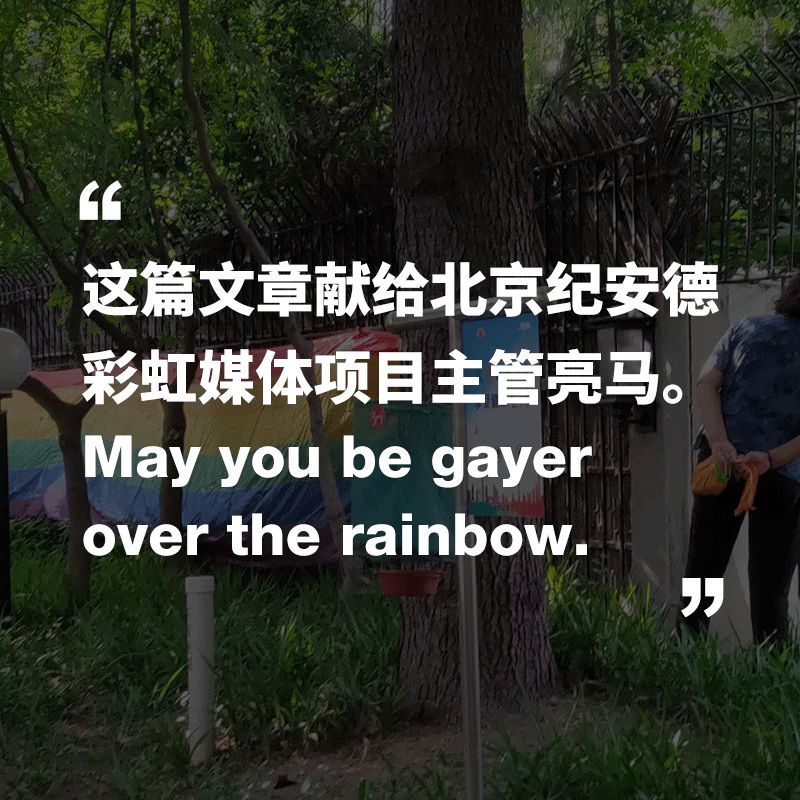 “
这篇文章献给北京纪安德
彩虹媒体项目主管亮马。
May you be gayer
over the rainbow.
”